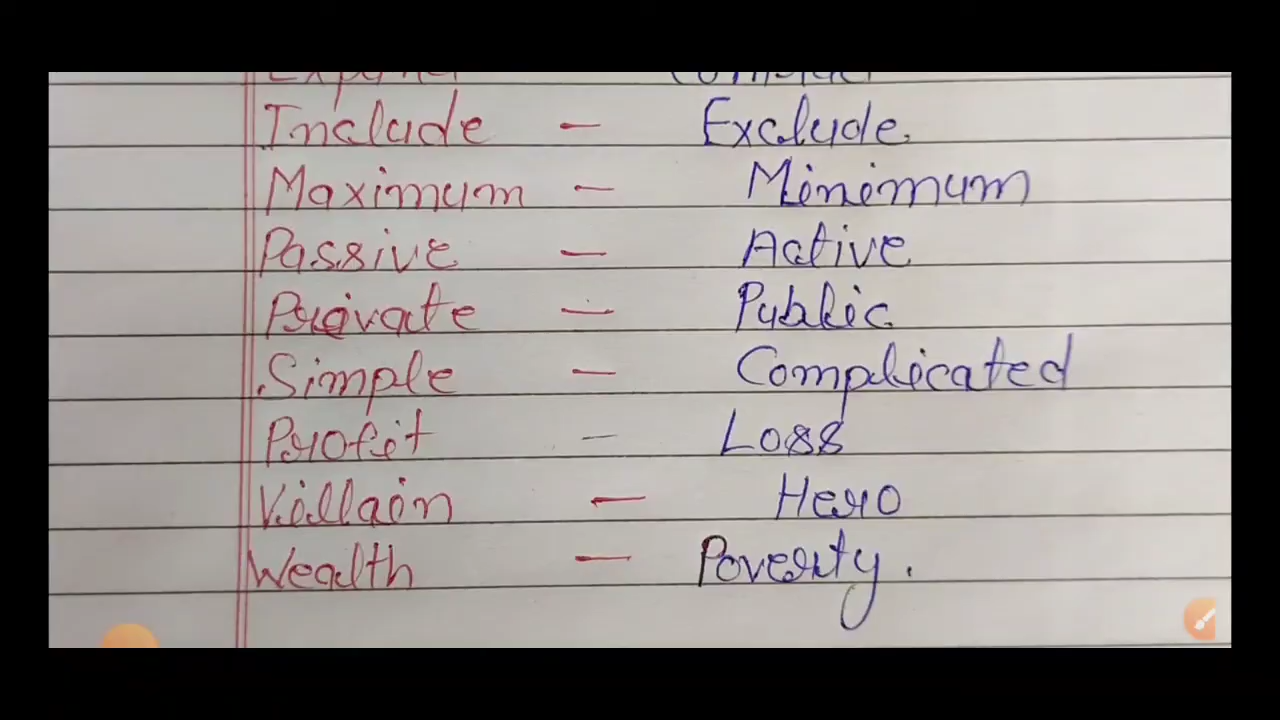 Include - Exclude.
Maximum - Minimum
Passive - Active
Private - Public
Simple - Complicated
Profit - Loss
Villain - Hero
Wealth - Poverty.